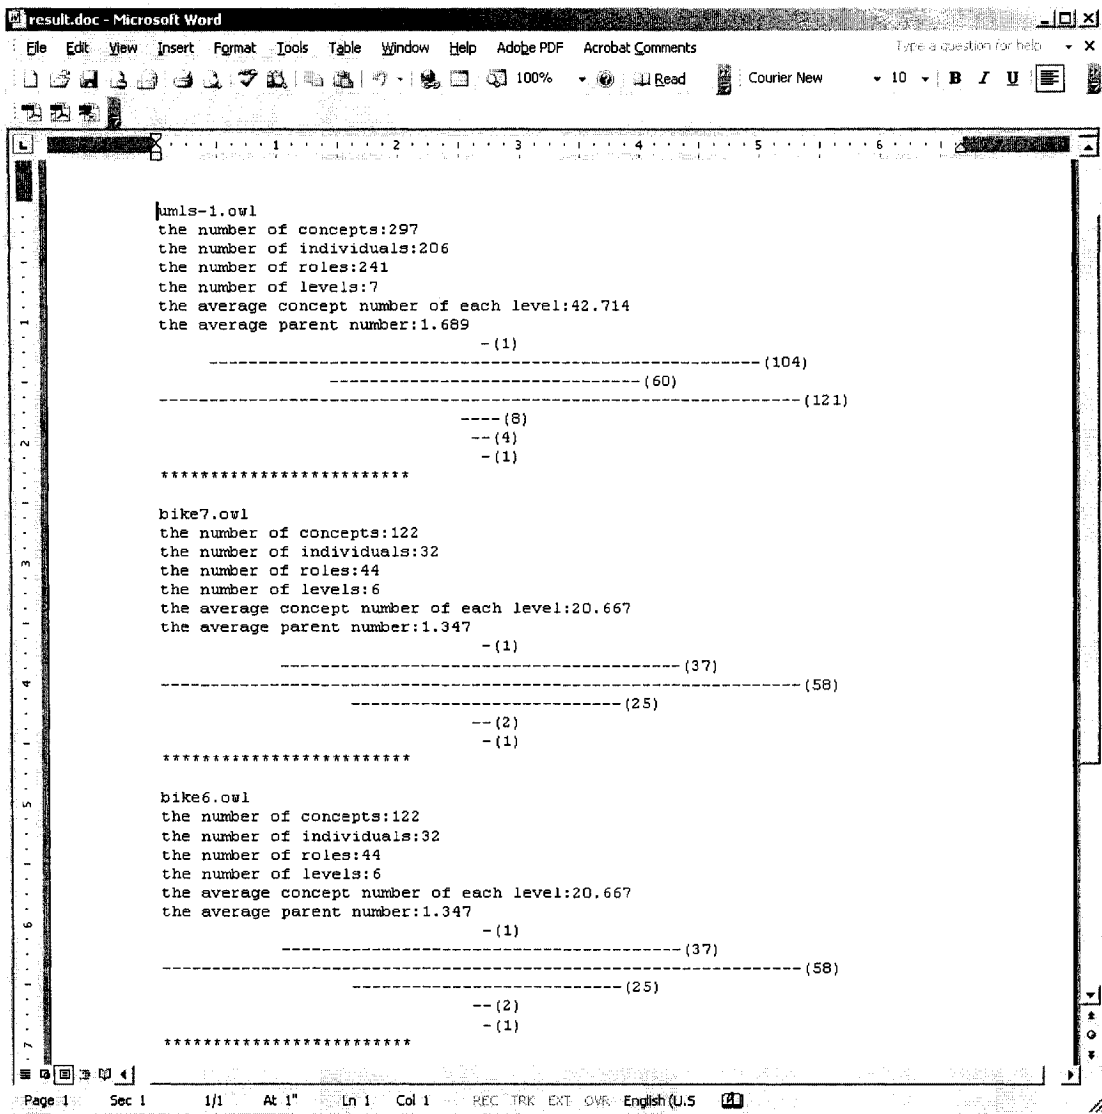 result.doc - Microsoft Word
File Edit View Insert Format Tools Table Window Help Adobe PDF Acrobat Comments Type a question for help
100% Read Courier New 10 B I U
1 2 3 4 5 6
umls-1.owl
the number of concepts:297
the number of individuals:206
the number of roles:241
the number of levels:7
the average concept number of each level:42.714
the average parent number:1.689
-(1)
-------------------------------------------------------(104)
-------------------------------(60)
----------------------------------------------------------------(121)
----(8)
--(4)
-(1)
*************************
bike7.owl
the number of concepts:122
the number of individuals:32
the number of roles:44
the number of levels:6
the average concept number of each level:20.667
the average parent number:1.347
-(1)
----------------------------------------(37)
----------------------------------------------------------------(58)
---------------------------(25)
--(2)
-(1)
*************************
bike6.owl
the number of concepts:122
the number of individuals:32
the number of roles:44
the number of levels:6
the average concept number of each level:20.667
the average parent number:1.347
-(1)
----------------------------------------(37)
----------------------------------------------------------------(58)
---------------------------(25)
--(2)
-(1)
*************************
Page 1 Sec 1 1/1 At 1" Ln 1 Col 1 REC TRK EXT OVR English (U.S